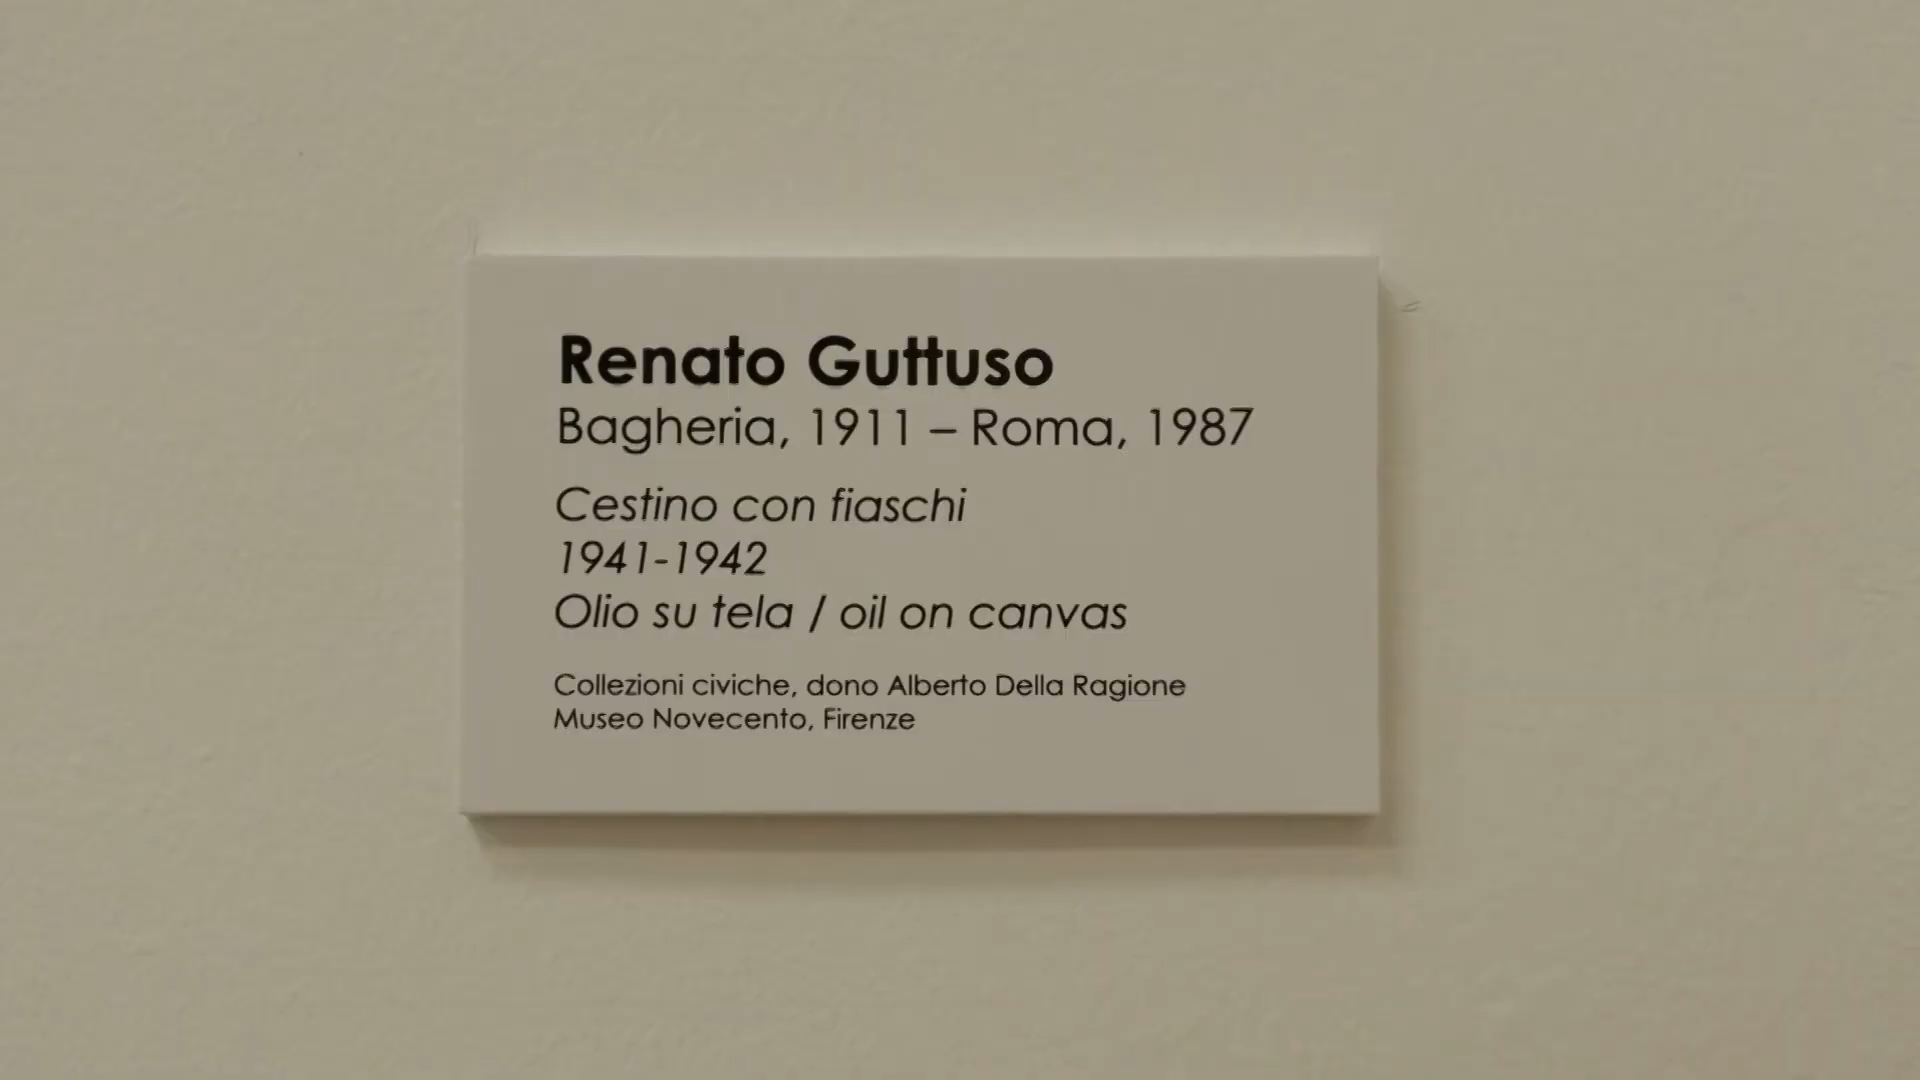 Renato Guttuso
Bagheria, 1911 – Roma, 1987
Cestino con fiaschi
1941-1942
Olio su tela / oil on canvas
Collezioni civiche, dono Alberto Della Ragione
Museo Novecento, Firenze